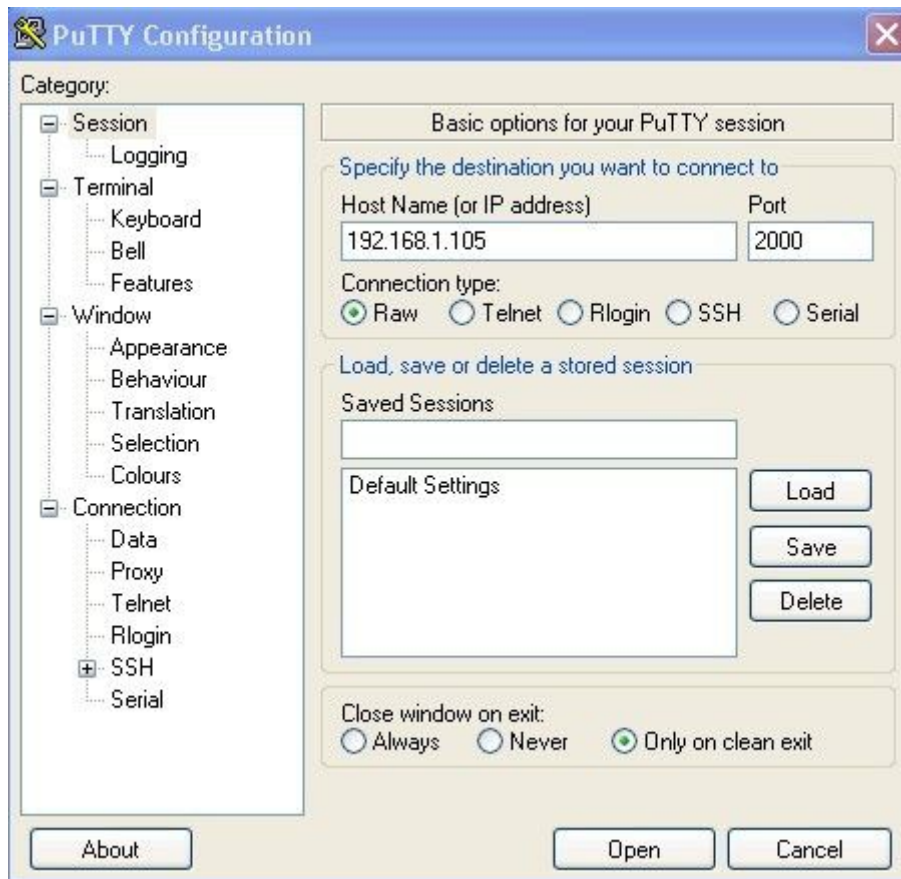 PuTTY Configuration
Category:
Session
Logging
Terminal
Keyboard
Bell
Features
Window
Appearance
Behaviour
Translation
Selection
Colours
Connection
Data
Proxy
Telnet
Rlogin
SSH
Serial
Basic options for your PuTTY session
Specify the destination you want to connect to
Host Name (or IP address) Port
192.168.1.105 2000
Connection type:
Raw Telnet Rlogin SSH Serial
Load, save or delete a stored session
Saved Sessions
Default Settings
Load
Save
Delete
Close window on exit:
Always Never Only on clean exit
About Open Cancel